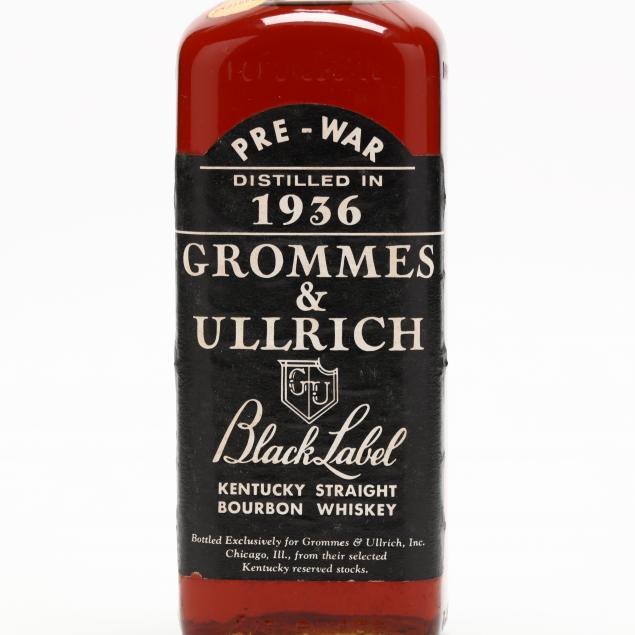 PRE-WAR
DISTILLED IN
1936
GROMMES
&
ULLRICH
GU
Black Label
KENTUCKY STRAIGHT
BOURBON WHISKEY
Bottled Exclusively for Grommes & Ullrich, Inc.
Chicago, Ill., from their selected
Kentucky reserved stocks.